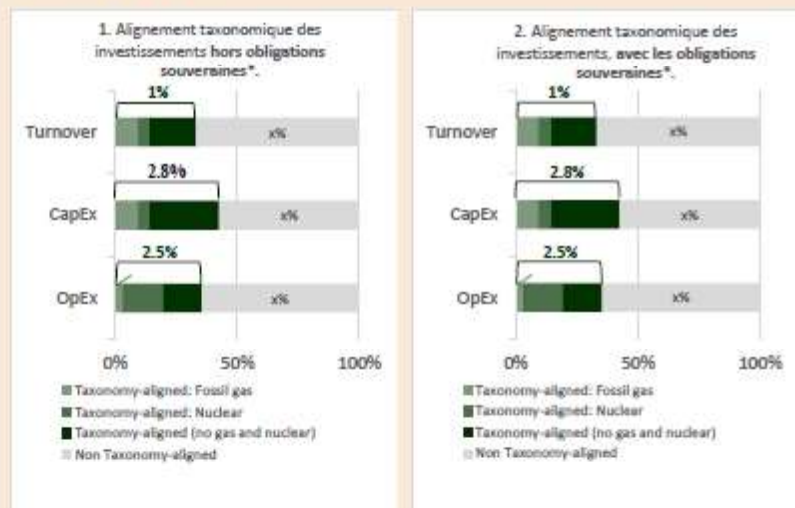 1. Alignement taxonomique des
investissements hors obligations
souveraines*.
1%
Turnover
x%
2.8%
CapEx
x%
2.5%
OpEx
x%
0%
50%
100%
Taxonomy-aligned: Fossil gas
Taxonomy-aligned: Nuclear
Taxonomy-aligned (no gas and nuclear)
Non Taxonomy-aligned
2. Alignement taxonomique des
investissements, avec les obligations
souveraines*.
1%
Turnover
x%
2.8%
CapEx
x%
2.5%
OpEx
x%
0%
50%
100%
Taxonomy-aligned: Fossil gas
Taxonomy-aligned: Nuclear
Taxonomy-aligned (no gas and nuclear)
Non Taxonomy-aligned